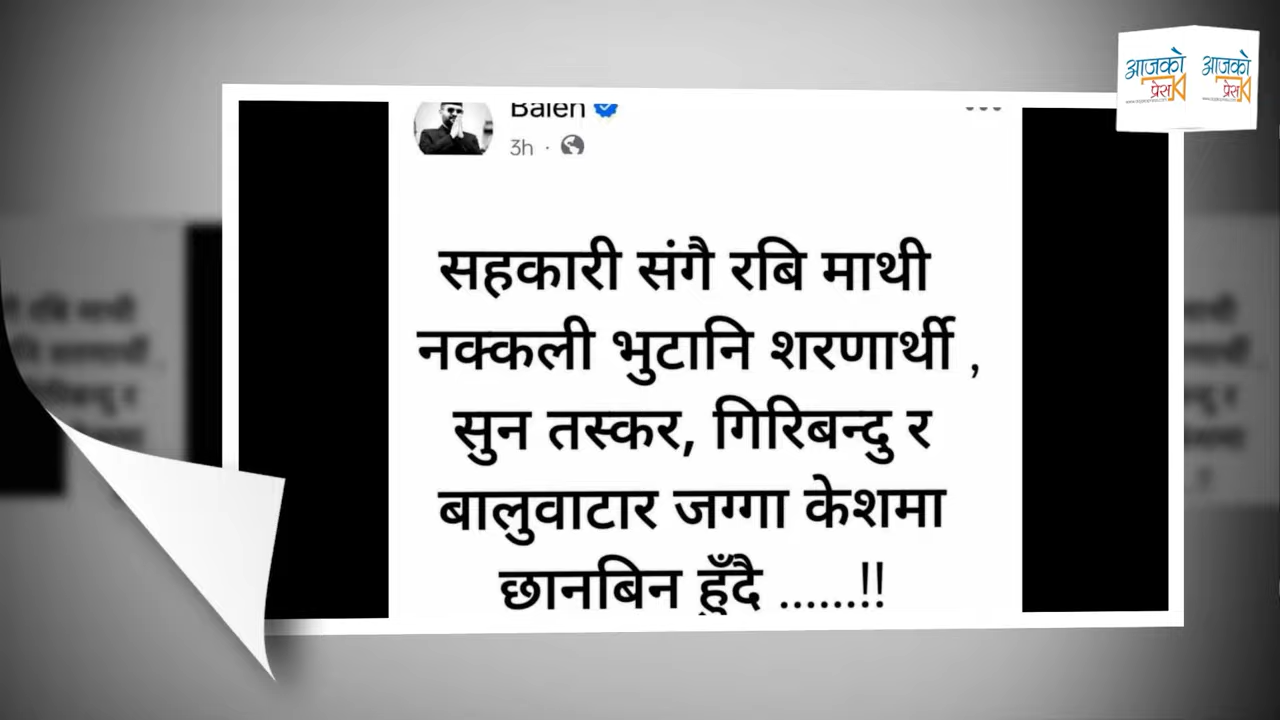 आजको
प्रेस
आजको
प्रेस
Balen
3h ·
सहकारी संगै रबि माथी
नक्कली भुटानि शरणार्थी ,
सुन तस्कर, गिरिबन्दु र
बालुवाटार जग्गा केशमा
छानबिन हुँदै ......!!